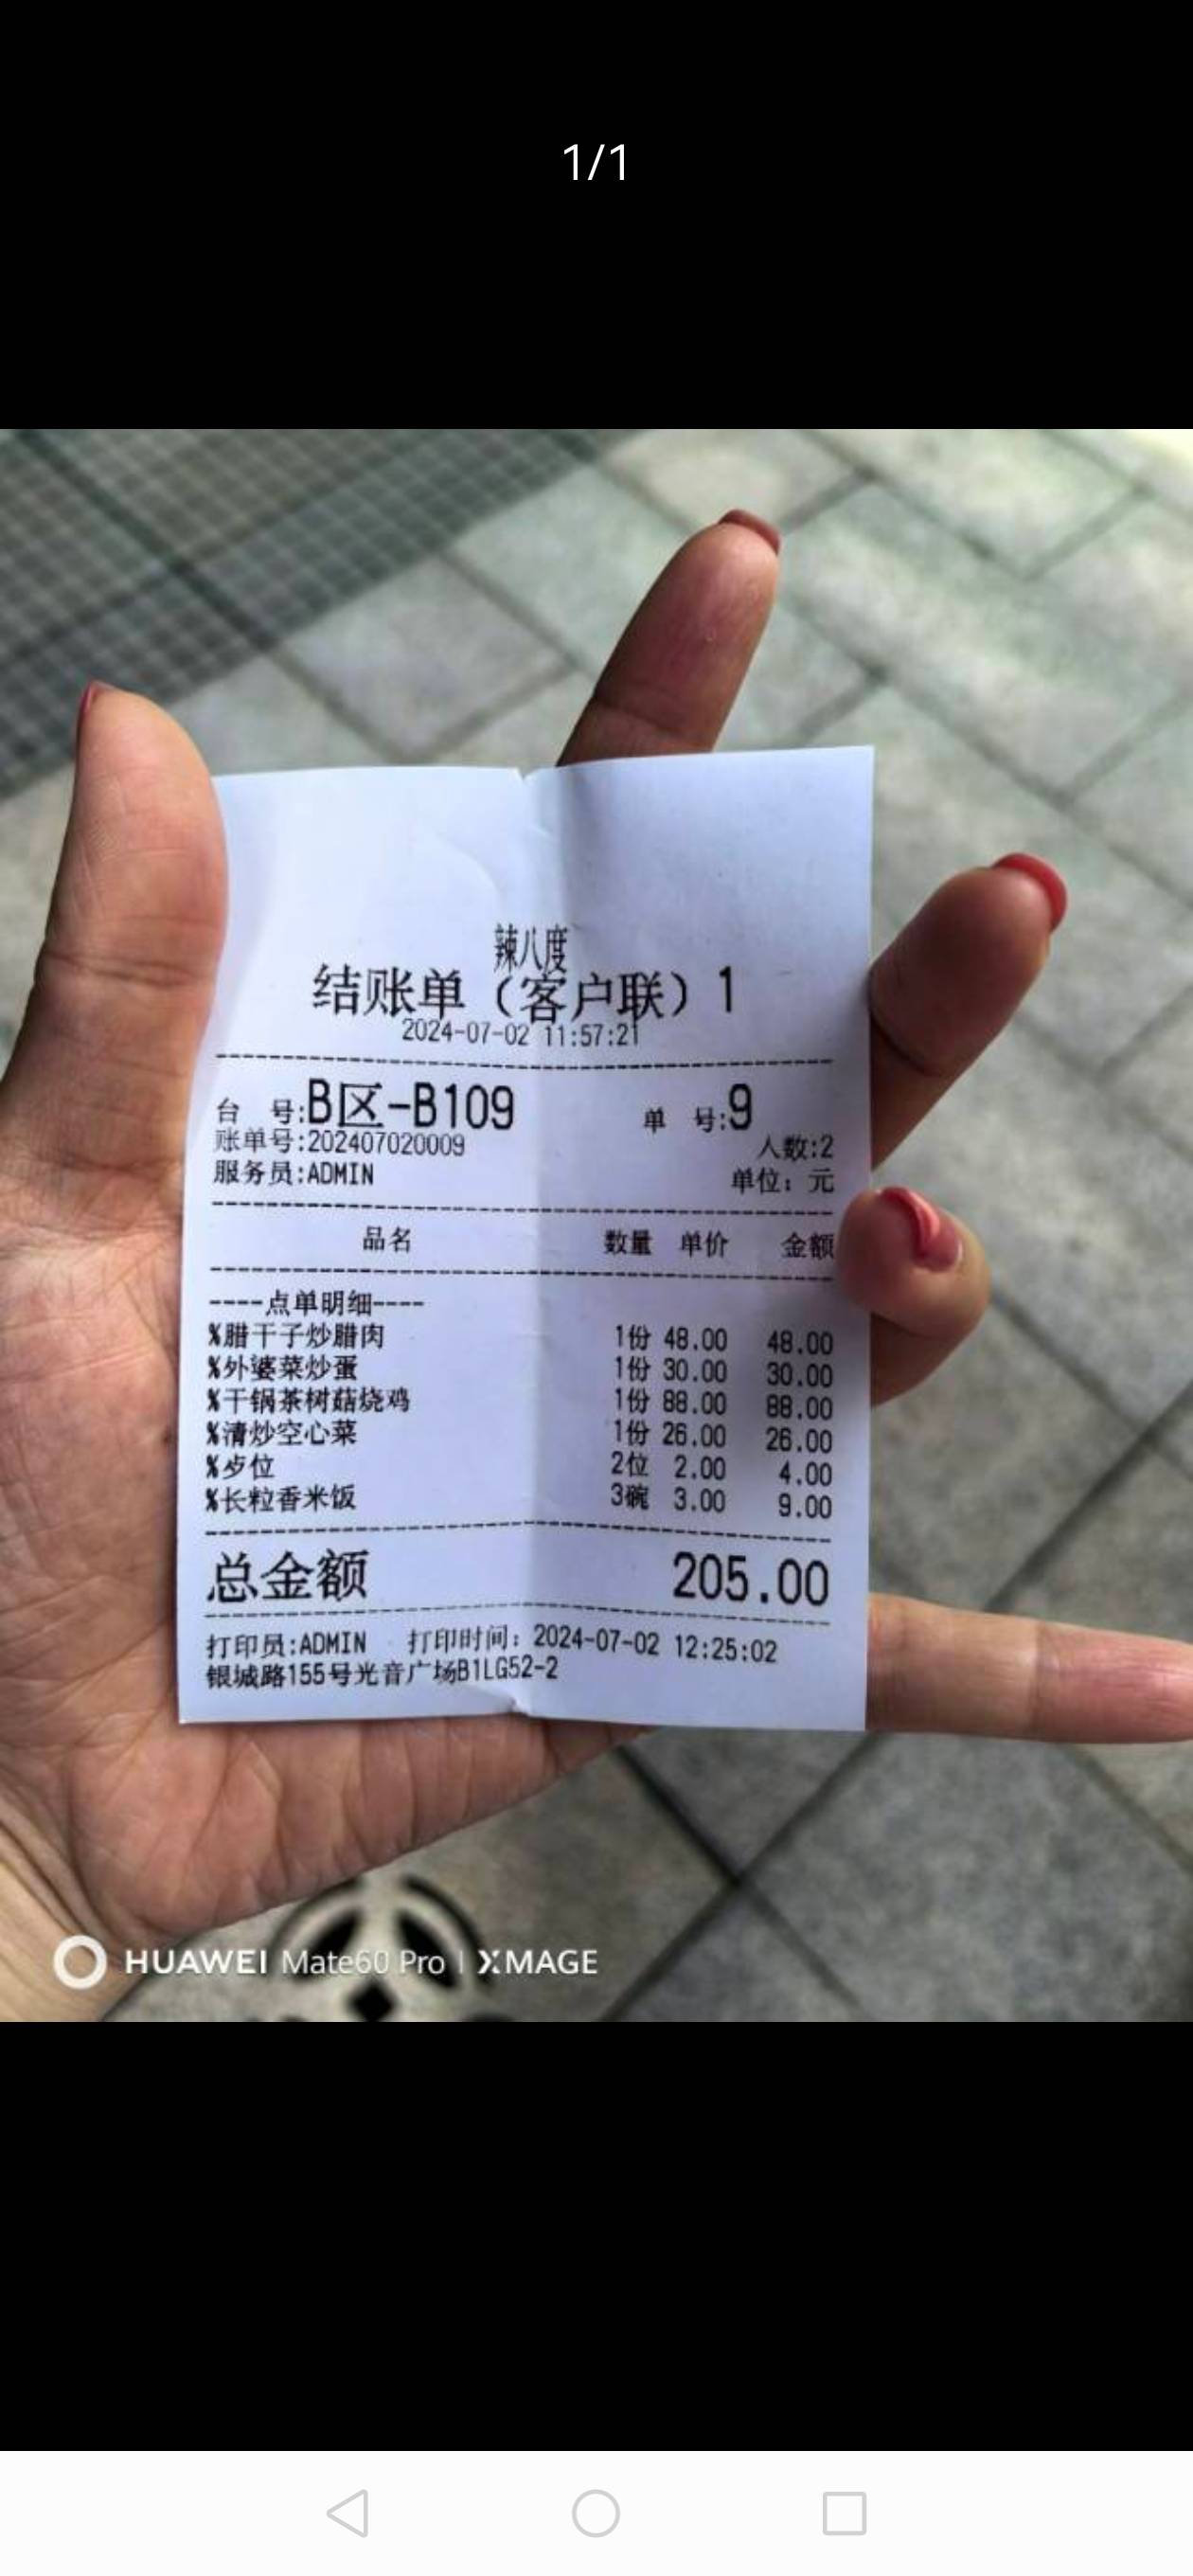 1/1
辣八度
结账单（客户联）1
2024-07-02 11:57:21
台 号:B区-B109 单 号:9
账单号:202407020009 人数:2
服务员:ADMIN 单位：元
品名 数量 单价 金额
----点单明细----
%腊干子炒腊肉 1份 48.00 48.00
%外婆菜炒蛋 1份 30.00 30.00
%干锅茶树菇烧鸡 1份 88.00 88.00
%清炒空心菜 1份 26.00 26.00
%歺位 2位 2.00 4.00
%长粒香米饭 3碗 3.00 9.00
总金额 205.00
打印员:ADMIN 打印时间：2024-07-02 12:25:02
银城路155号光音广场B1LG52-2
HUAWEI Mate60 Pro | XMAGE